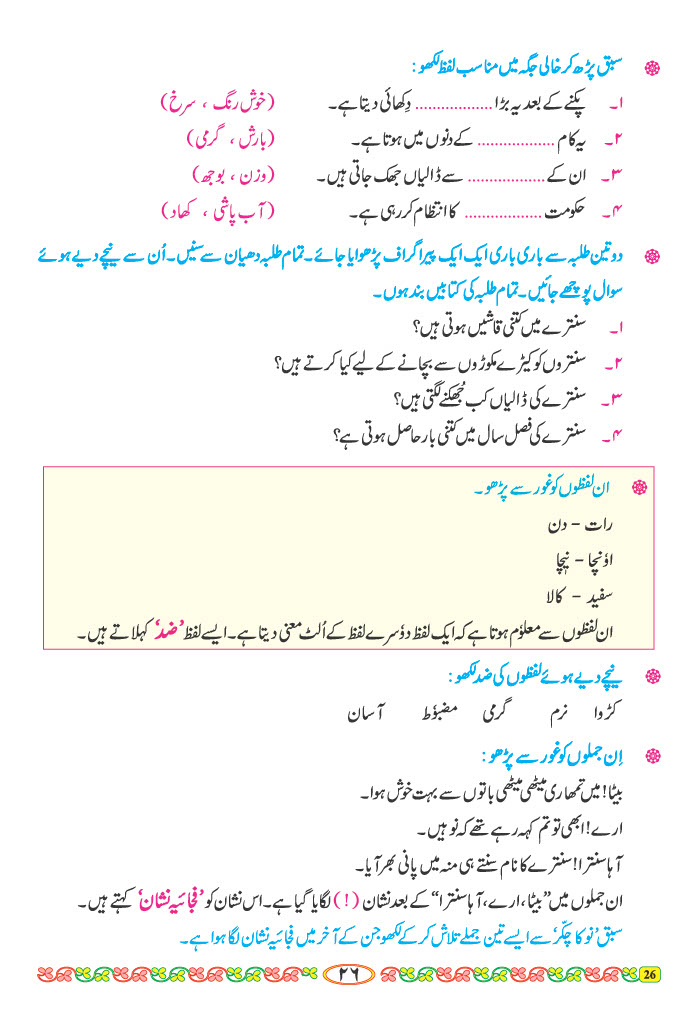 سبق پڑھ کر خالی جگہ میں مناسب لفظ لکھو :
۱۔ پکنے کے بعد یہ بڑا .................. دِکھائی دیتا ہے۔ (خوش رنگ ، سرخ)
۲۔ یہ کام .................. کے دنوں میں ہوتا ہے۔ (بارش ، گرمی)
۳۔ ان کے .................. سے ڈالیاں جھک جاتی ہیں۔ (وزن ، بوجھ)
۴۔ حکومت .................. کا انتظام کر رہی ہے۔ (آب پاشی ، کھاد)
دو تین طلبہ سے باری باری ایک ایک پیراگراف پڑھوایا جائے۔ تمام طلبہ دھیان سے سنیں۔ اُن سے نیچے دیے ہوئے
سوال پوچھے جائیں۔ تمام طلبہ کی کتابیں بند ہوں۔
۱۔ سنترے میں کتنی قاشیں ہوتی ہیں؟
۲۔ سنتروں کو کیڑے مکوڑوں سے بچانے کے لیے کیا کرتے ہیں؟
۳۔ سنترے کی ڈالیاں کب جُھکنے لگتی ہیں؟
۴۔ سنترے کی فصل سال میں کتنی بار حاصل ہوتی ہے؟
ان لفظوں کو غور سے پڑھو۔
رات – دن
اوٗنچا – نیٖچا
سفید – کالا
ان لفظوں سے معلوٗم ہوتا ہے کہ ایک لفظ دوٗسرے لفظ کے اُلٹ معنی دیتا ہے۔ ایسے لفظ ’ضد‘ کہلاتے ہیں۔
نیچے دیے ہوئے لفظوں کی ضد لکھو :
کڑوا نرم گرمی مضبوٗط آسان
اِن جملوں کو غور سے پڑھو :
بیٹا! میں تمھاری میٹھی میٹھی باتوں سے بہت خوش ہوا۔
ارے! ابھی تو تم کہہ رہے تھے کہ نو ہیں۔
آہا سنترا! سنترے کا نام سنتے ہی منہ میں پانی بھر آیا۔
ان جملوں میں ”بیٹا، ارے، آہا سنترا“ کے بعد نشان (!) لگایا گیا ہے۔ اس نشان کو ’فجائیہ نشان‘ کہتے ہیں۔
سبق ’نو کا چکّر‘ سے ایسے تین جملے تلاش کر کے لکھو جن کے آخر میں فجائیہ نشان لگا ہوا ہے۔
۲۶
26